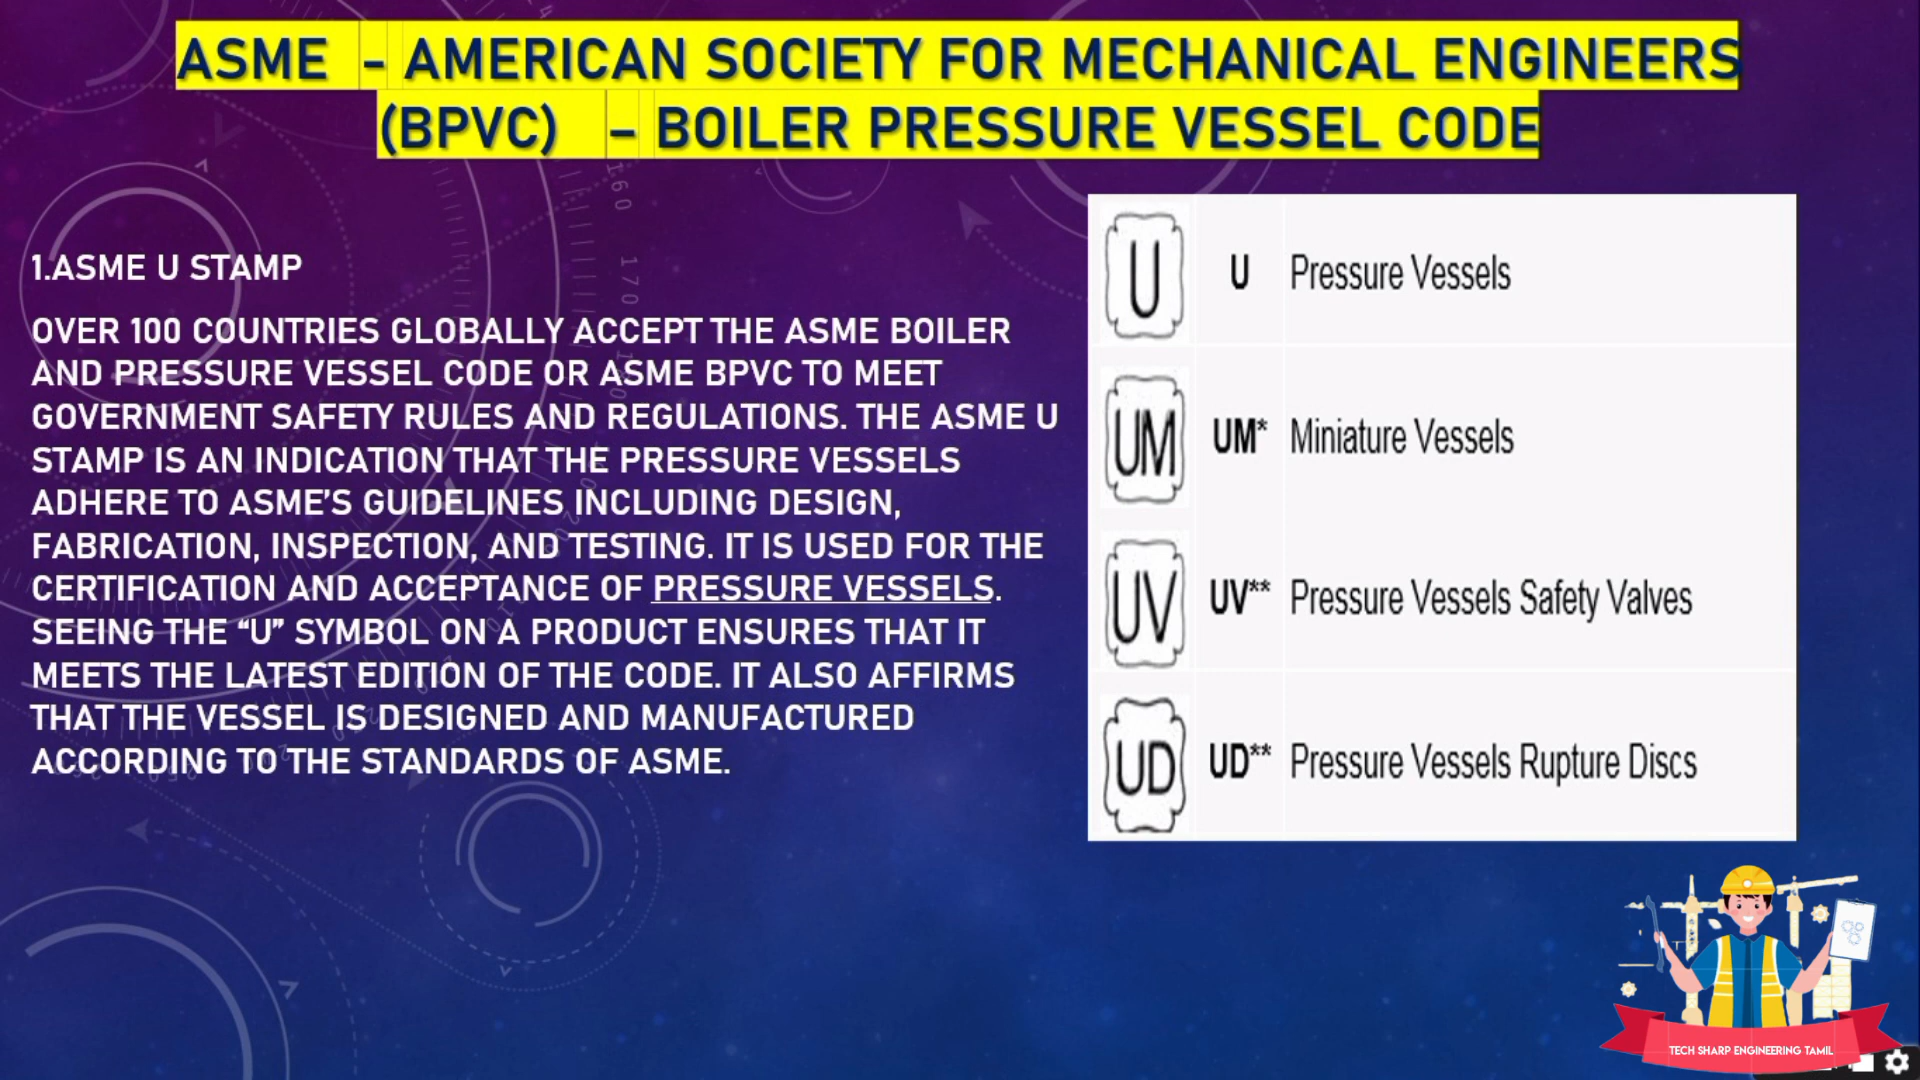 ASME - AMERICAN SOCIETY FOR MECHANICAL ENGINEERS
(BPVC) - BOILER PRESSURE VESSEL CODE
1.ASME U STAMP
OVER 100 COUNTRIES GLOBALLY ACCEPT THE ASME BOILER
AND PRESSURE VESSEL CODE OR ASME BPVC TO MEET
GOVERNMENT SAFETY RULES AND REGULATIONS. THE ASME U
STAMP IS AN INDICATION THAT THE PRESSURE VESSELS
ADHERE TO ASME’S GUIDELINES INCLUDING DESIGN,
FABRICATION, INSPECTION, AND TESTING. IT IS USED FOR THE
CERTIFICATION AND ACCEPTANCE OF PRESSURE VESSELS.
SEEING THE “U” SYMBOL ON A PRODUCT ENSURES THAT IT
MEETS THE LATEST EDITION OF THE CODE. IT ALSO AFFIRMS
THAT THE VESSEL IS DESIGNED AND MANUFACTURED
ACCORDING TO THE STANDARDS OF ASME.
U U Pressure Vessels
UM UM* Miniature Vessels
UV UV** Pressure Vessels Safety Valves
UD UD** Pressure Vessels Rupture Discs
160
170
TECH SHARP ENGINEERING TAMIL